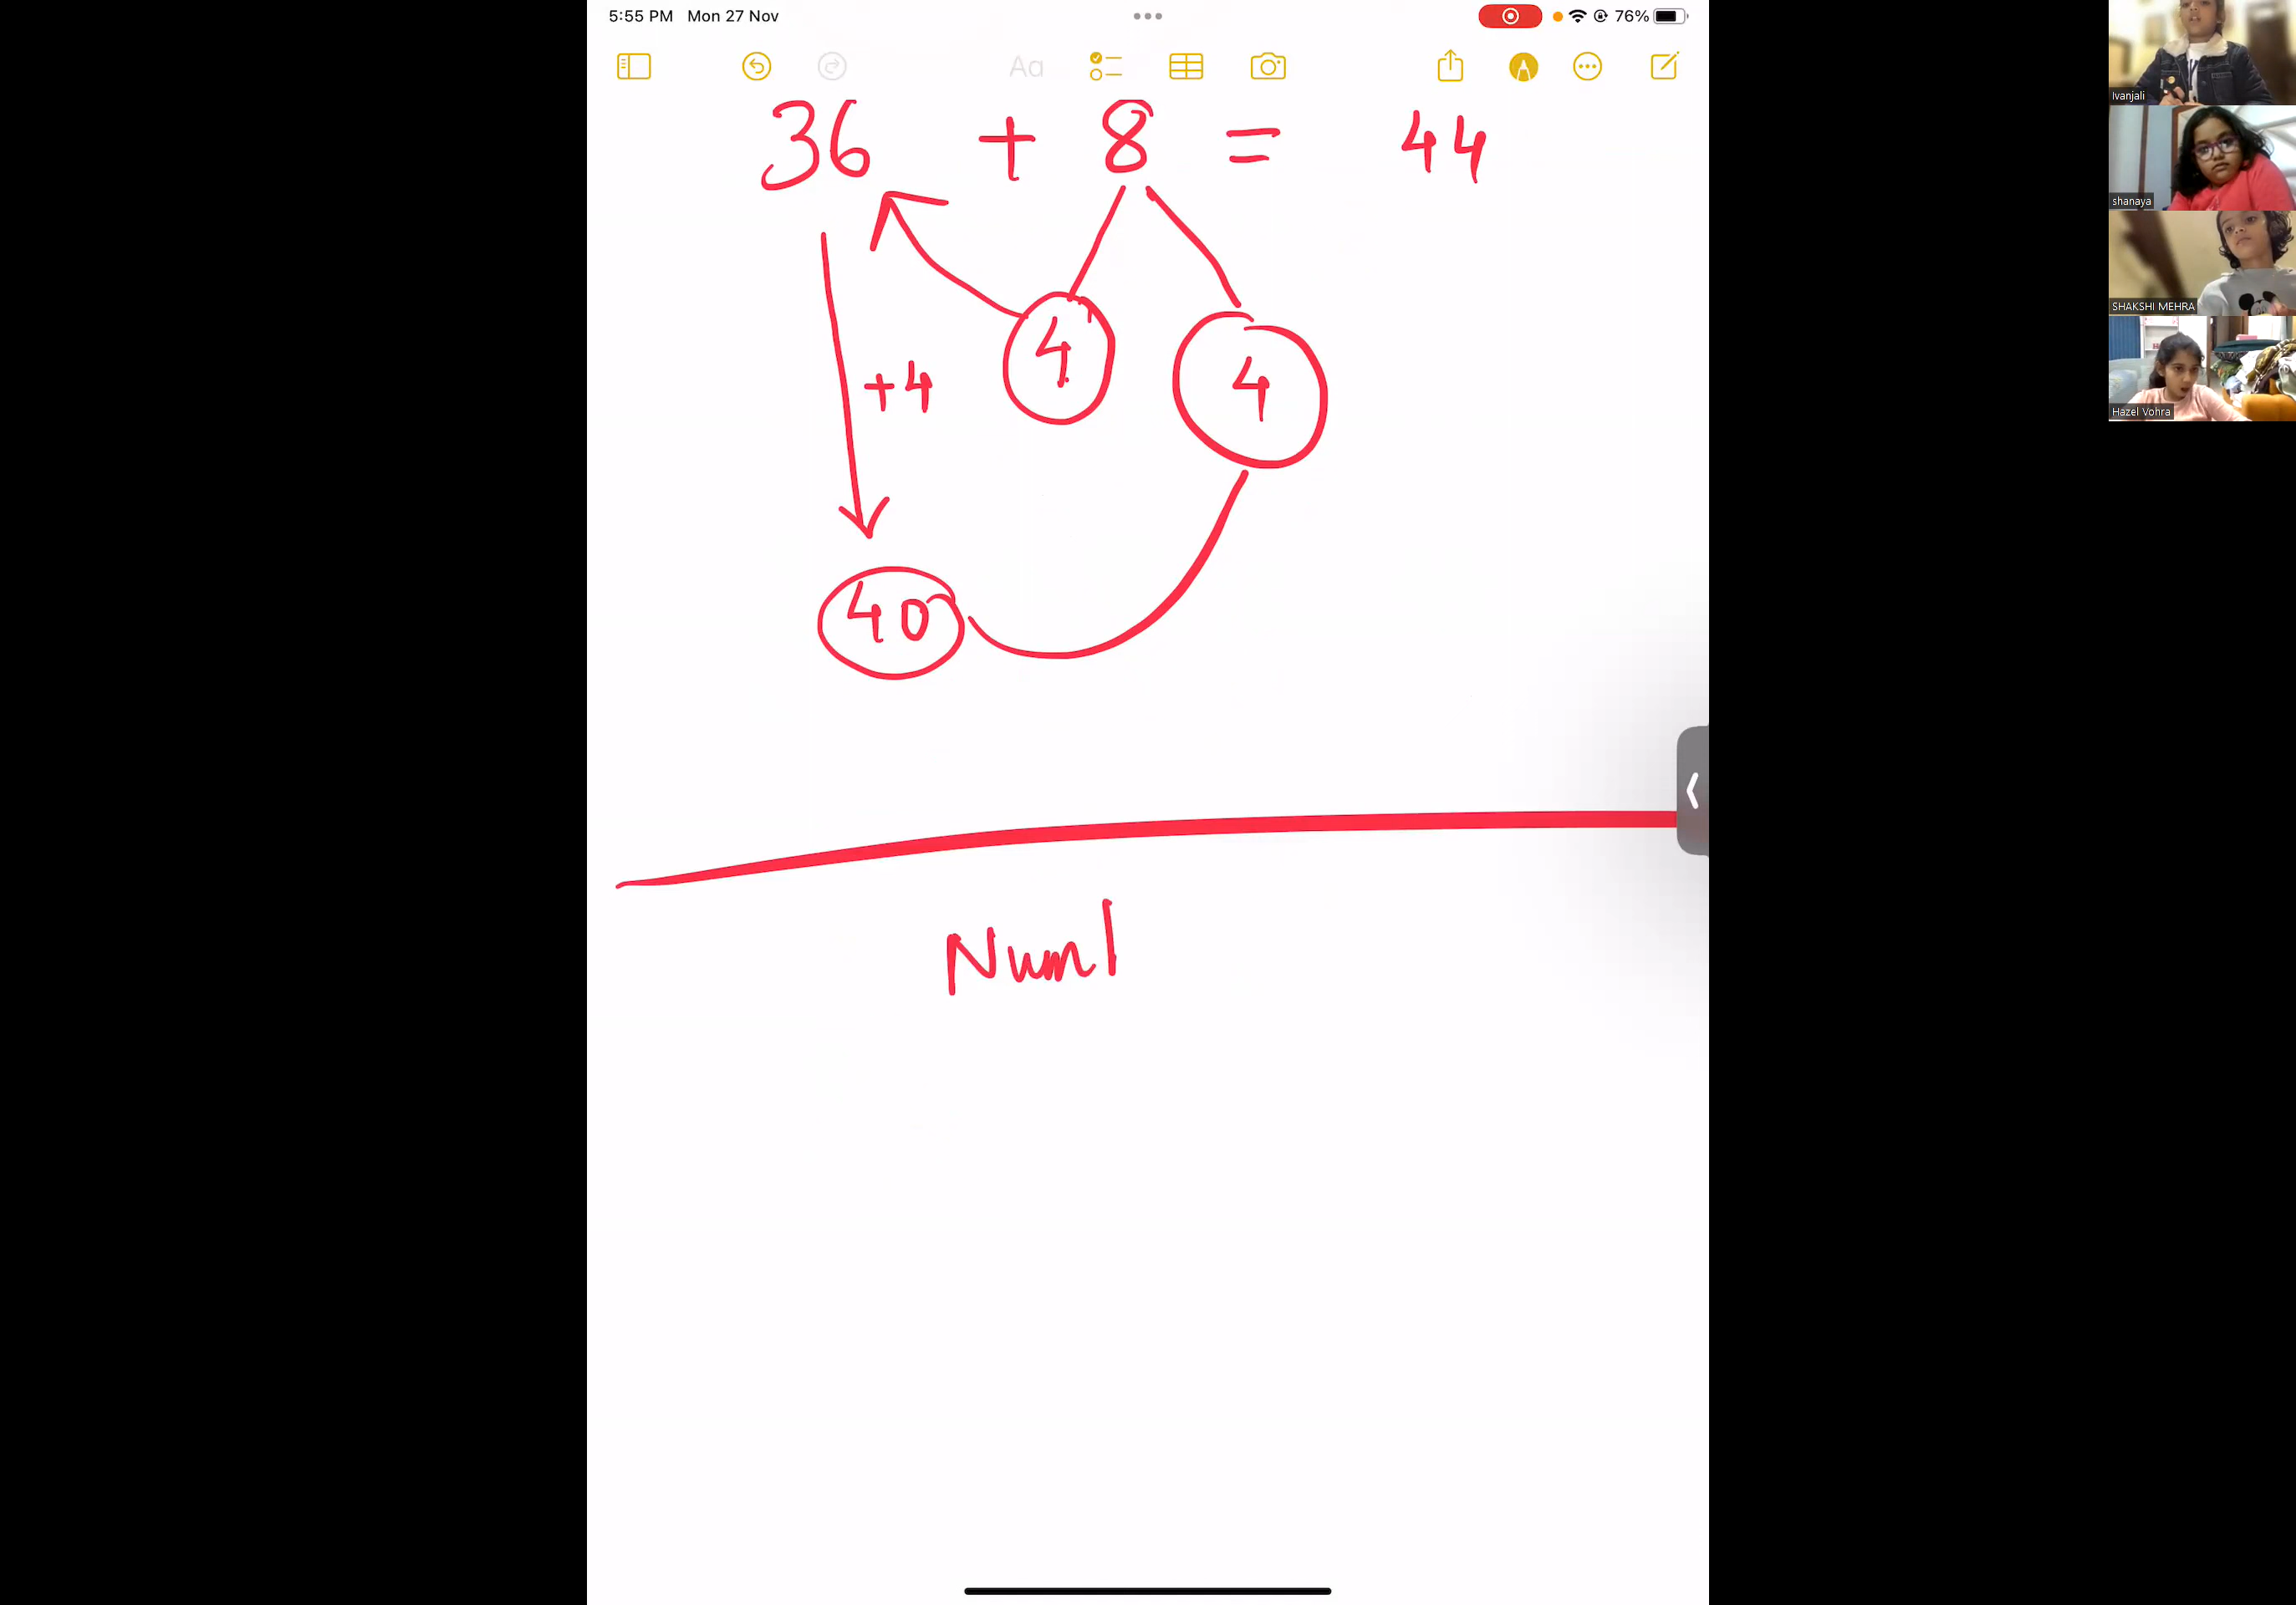 5:55 PM Mon 27 Nov
76%
Aa
36 + 8 = 44
4
4
+4
40
Num
Ivanjali
shanaya
SHAKSHI MEHRA
Hazel Vohra